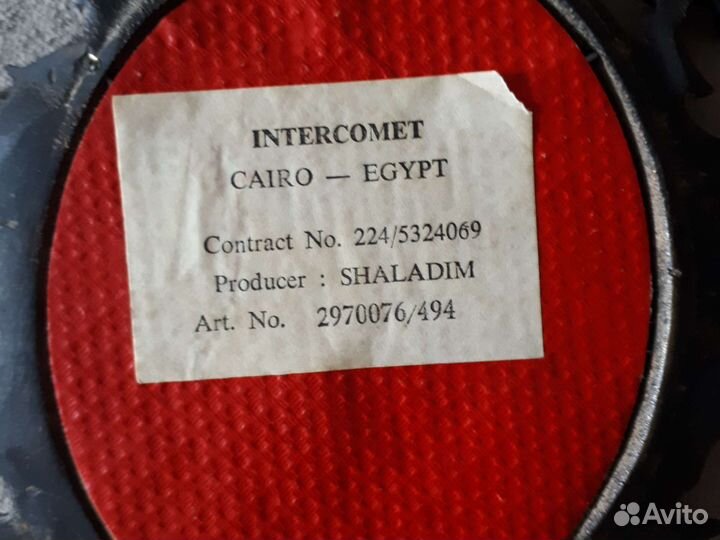 INTERCOMET
CAIRO — EGYPT
Contract No. 224/5324069
Producer : SHALADIM
Art. No. 2970076/494
Avito